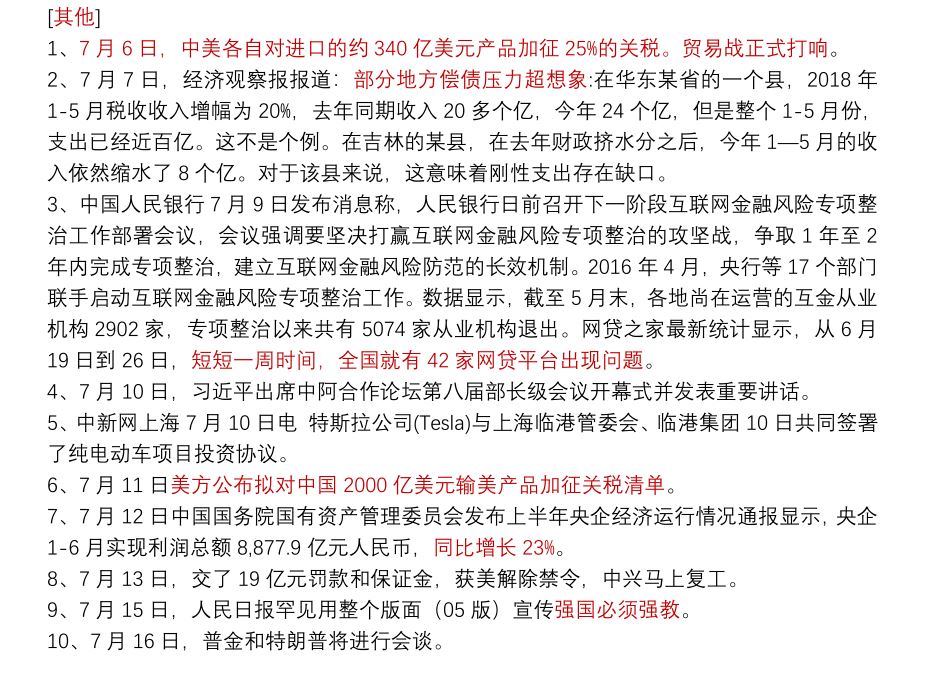 [其他]
1、7 月 6 日，中美各自对进口的约 340 亿美元产品加征 25%的关税。贸易战正式打响。
2、7 月 7 日，经济观察报报道：部分地方偿债压力超想象:在华东某省的一个县，2018 年
1-5 月税收收入增幅为 20%，去年同期收入 20 多个亿，今年 24 个亿，但是整个 1-5 月份，
支出已经近百亿。这不是个例。在吉林的某县，在去年财政挤水分之后，今年 1—5 月的收
入依然缩水了 8 个亿。对于该县来说，这意味着刚性支出存在缺口。
3、中国人民银行 7 月 9 日发布消息称，人民银行日前召开下一阶段互联网金融风险专项整
治工作部署会议，会议强调要坚决打赢互联网金融风险专项整治的攻坚战，争取 1 年至 2
年内完成专项整治，建立互联网金融风险防范的长效机制。2016 年 4 月，央行等 17 个部门
联手启动互联网金融风险专项整治工作。数据显示，截至 5 月末，各地尚在运营的互金从业
机构 2902 家，专项整治以来共有 5074 家从业机构退出。网贷之家最新统计显示，从 6 月
19 日到 26 日，短短一周时间，全国就有 42 家网贷平台出现问题。
4、7 月 10 日，习近平出席中阿合作论坛第八届部长级会议开幕式并发表重要讲话。
5、中新网上海 7 月 10 日电 特斯拉公司(Tesla)与上海临港管委会、临港集团 10 日共同签署
了纯电动车项目投资协议。
6、7 月 11 日美方公布拟对中国 2000 亿美元输美产品加征关税清单。
7、7 月 12 日中国国务院国有资产管理委员会发布上半年央企经济运行情况通报显示，央企
1-6 月实现利润总额 8,877.9 亿元人民币，同比增长 23%。
8、7 月 13 日，交了 19 亿元罚款和保证金，获美解除禁令，中兴马上复工。
9、7 月 15 日，人民日报罕见用整个版面（05 版）宣传强国必须强教。
10、7 月 16 日，普金和特朗普将进行会谈。